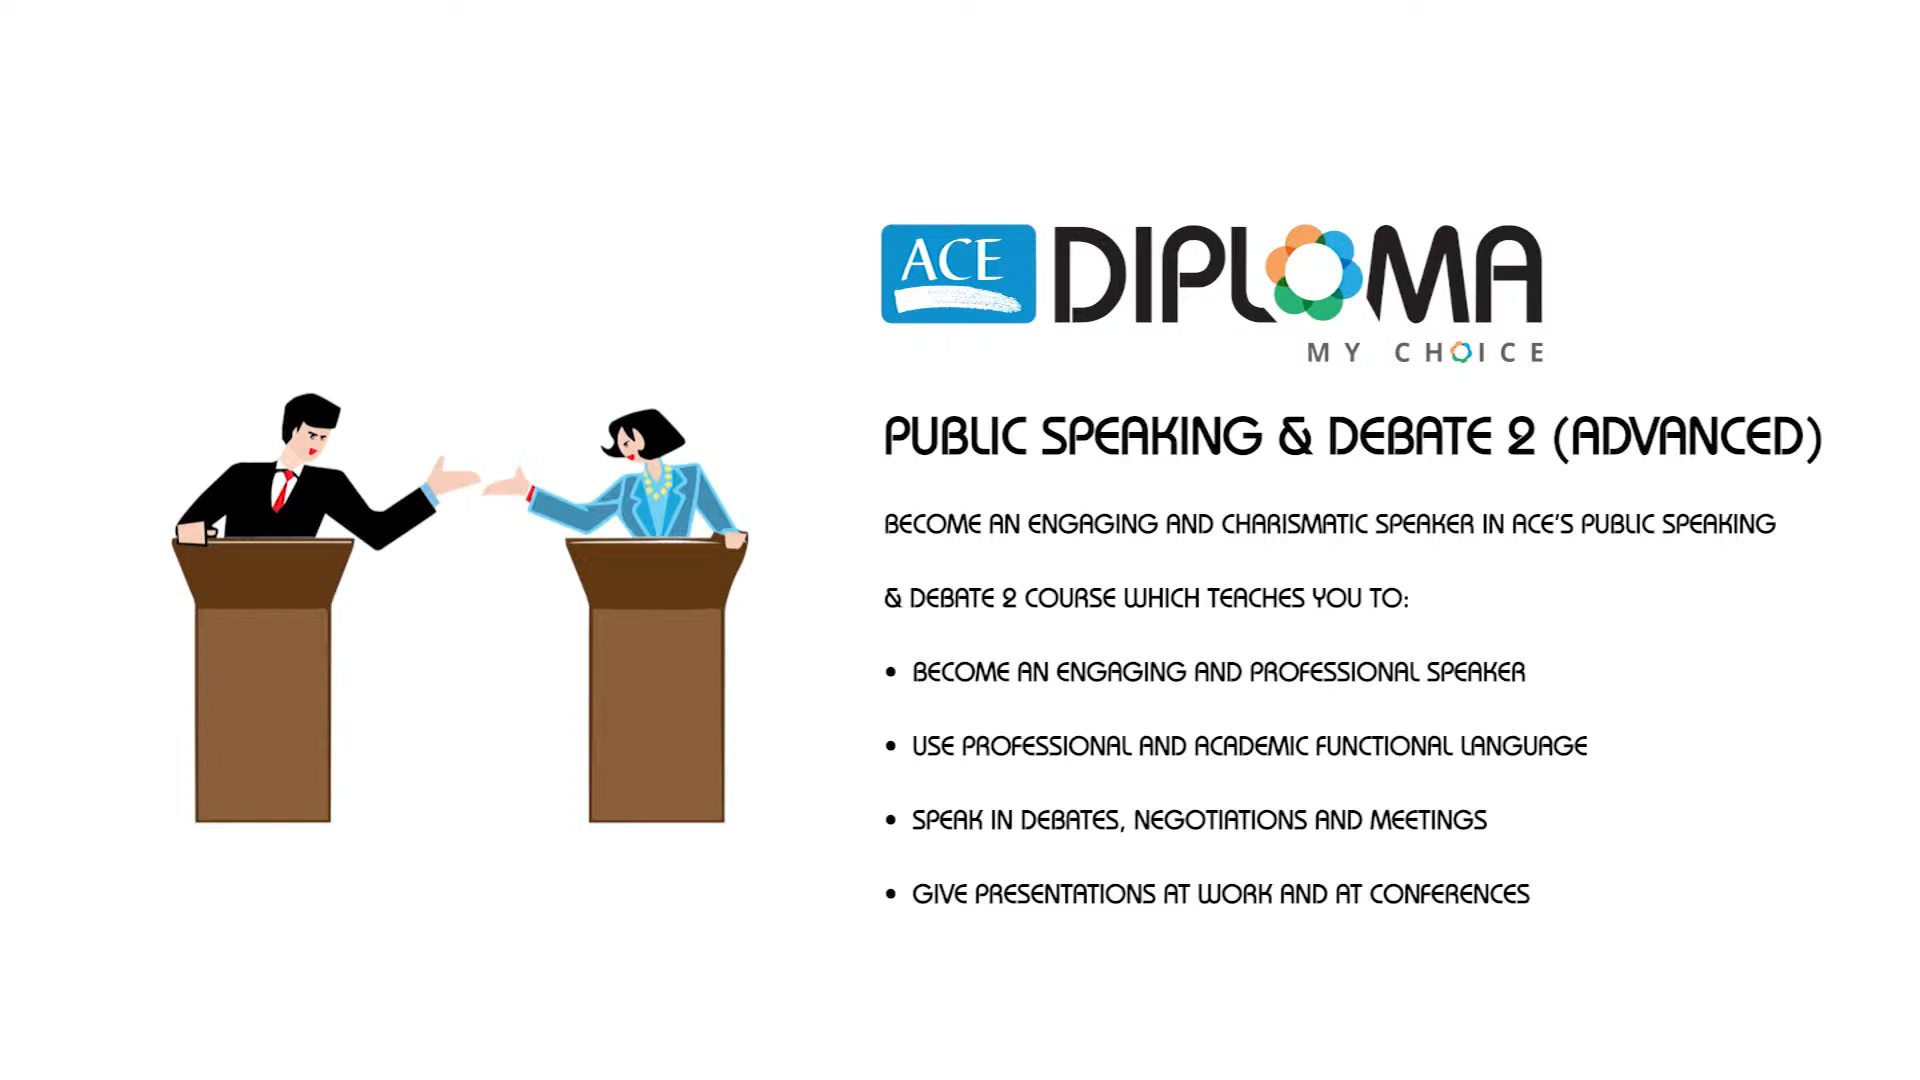 ACE DIPLOMA
MY CHOICE
PUBLIC SPEAKING & DEBATE 2 (ADVANCED)
BECOME AN ENGAGING AND CHARISMATIC SPEAKER IN ACE'S PUBLIC SPEAKING
& DEBATE 2 COURSE WHICH TEACHES YOU TO:
• BECOME AN ENGAGING AND PROFESSIONAL SPEAKER
• USE PROFESSIONAL AND ACADEMIC FUNCTIONAL LANGUAGE
• SPEAK IN DEBATES, NEGOTIATIONS AND MEETINGS
• GIVE PRESENTATIONS AT WORK AND AT CONFERENCES